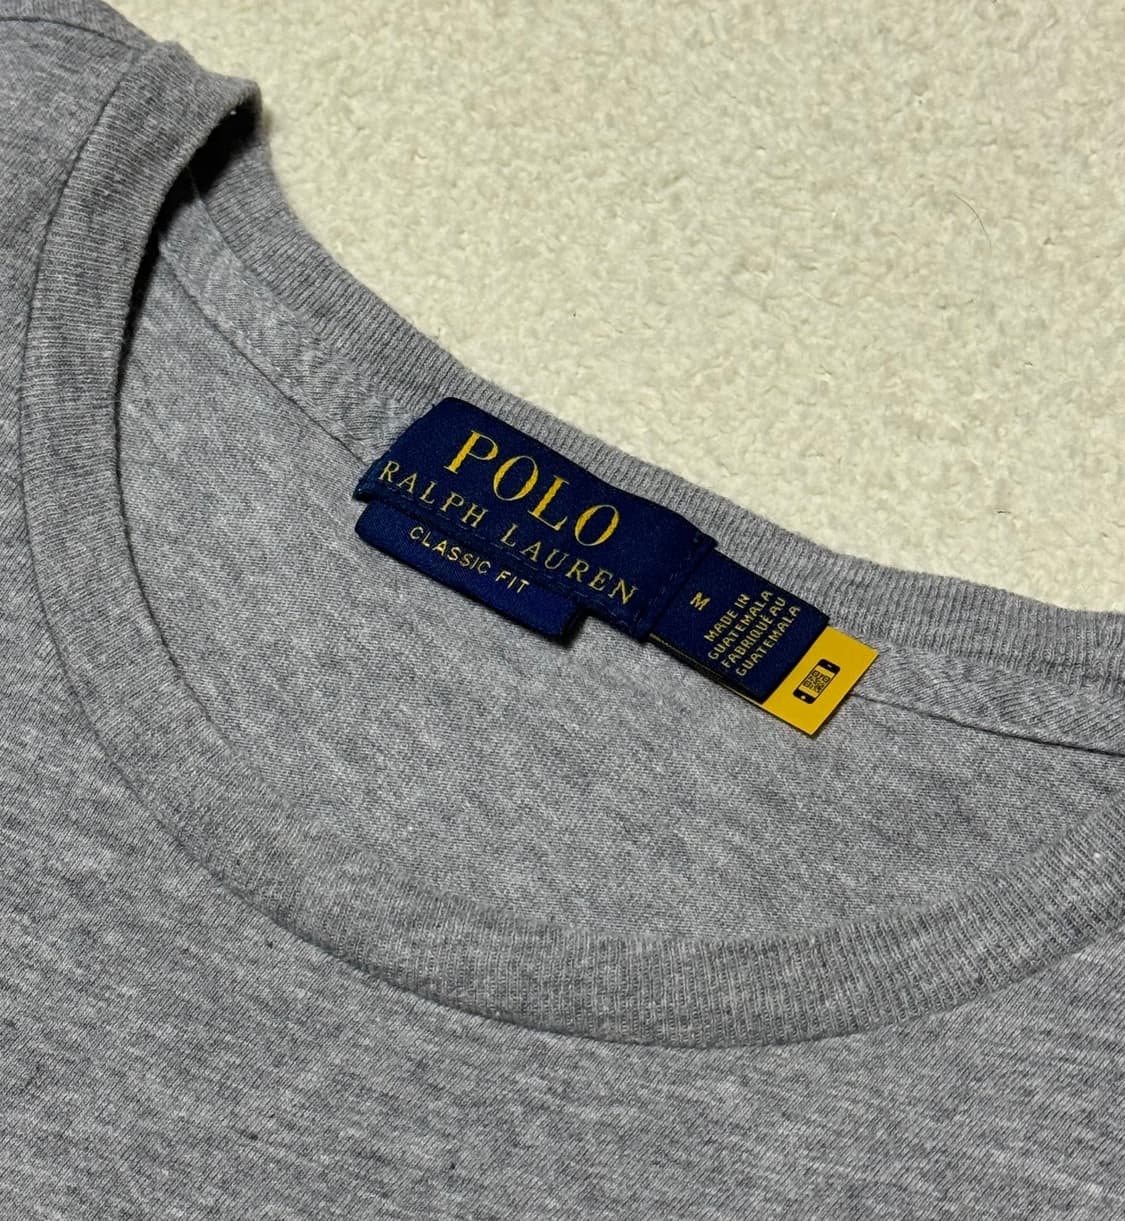 POLO
RALPH LAUREN
CLASSIC FIT
M
MADE IN
GUATEMALA
FABRIQUÉ AU
GUATEMALA